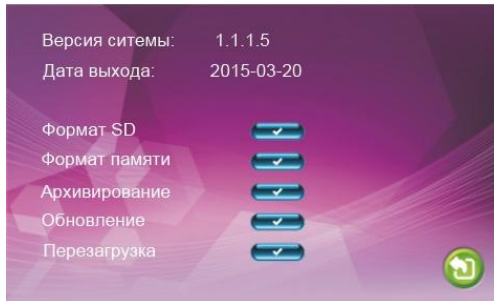 Версия ситемы: 1.1.1.5
Дата выхода: 2015-03-20
Формат SD
Формат памяти
Архивирование
Обновление
Перезагрузка